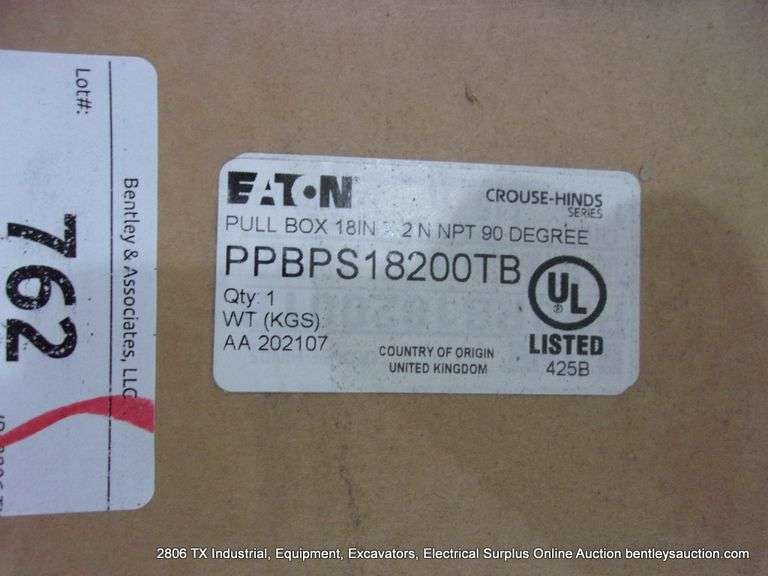 Lot#:
Bentley & Associates, LLC
762
EATON
CROUSE-HINDS
SERIES
PULL BOX 18IN X 2 N NPT 90 DEGREE
PPBPS18200TB
Qty: 1
WT (KGS):
AA 202107
COUNTRY OF ORIGIN
UNITED KINGDOM
UL
®
LISTED
425B
2806 TX Industrial, Equipment, Excavators, Electrical Surplus Online Auction bentleysauction.com